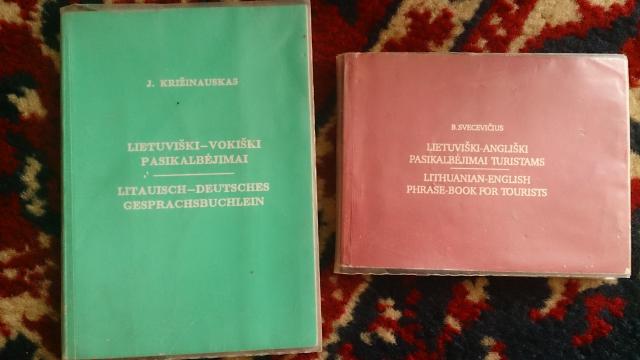 J. KRIŽINAUSKAS
LIETUVIŠKI–VOKIŠKI
PASIKALBĖJIMAI
LITAUISCH–DEUTSCHES
GESPRACHSBUCHLEIN
B. SVECEVIČIUS
LIETUVIŠKI-ANGLIŠKI
PASIKALBĖJIMAI TURISTAMS
LITHUANIAN-ENGLISH
PHRASE-BOOK FOR TOURISTS